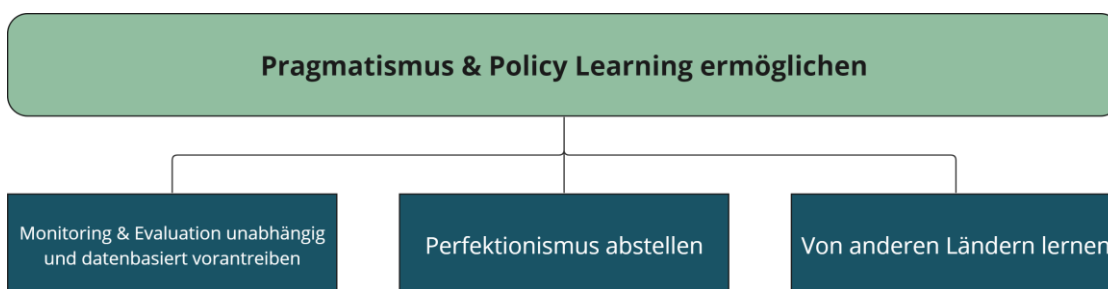 Pragmatismus & Policy Learning ermöglichen
Monitoring & Evaluation unabhängig
und datenbasiert vorantreiben
Perfektionismus abstellen
Von anderen Ländern lernen